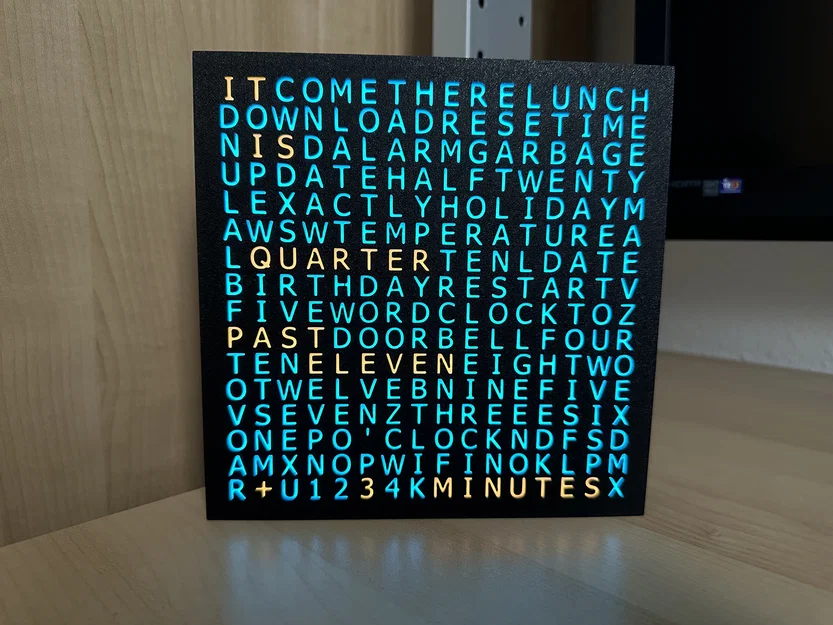 ITCOMETHERELUNCH
DOWNLOADRESETIME
NISDALARMGARBAGE
UPDATEHALFTWENTY
LEXACTLYHOLIDAYM
AWSWTEMPERATUREA
LQUARTERTENLDATE
BIRTHDAYRESTARTV
FIVEWORDCLOCKTOZ
PASTDOORBELLFOUR
TENELEVENEIGHTWO
OTWELVEBNINEFIVE
VSEVENZTHREEESIX
ONEPO'CLOCKNDFSD
AMXNOPWIFINOKLPM
R+U1234KMINUTESX